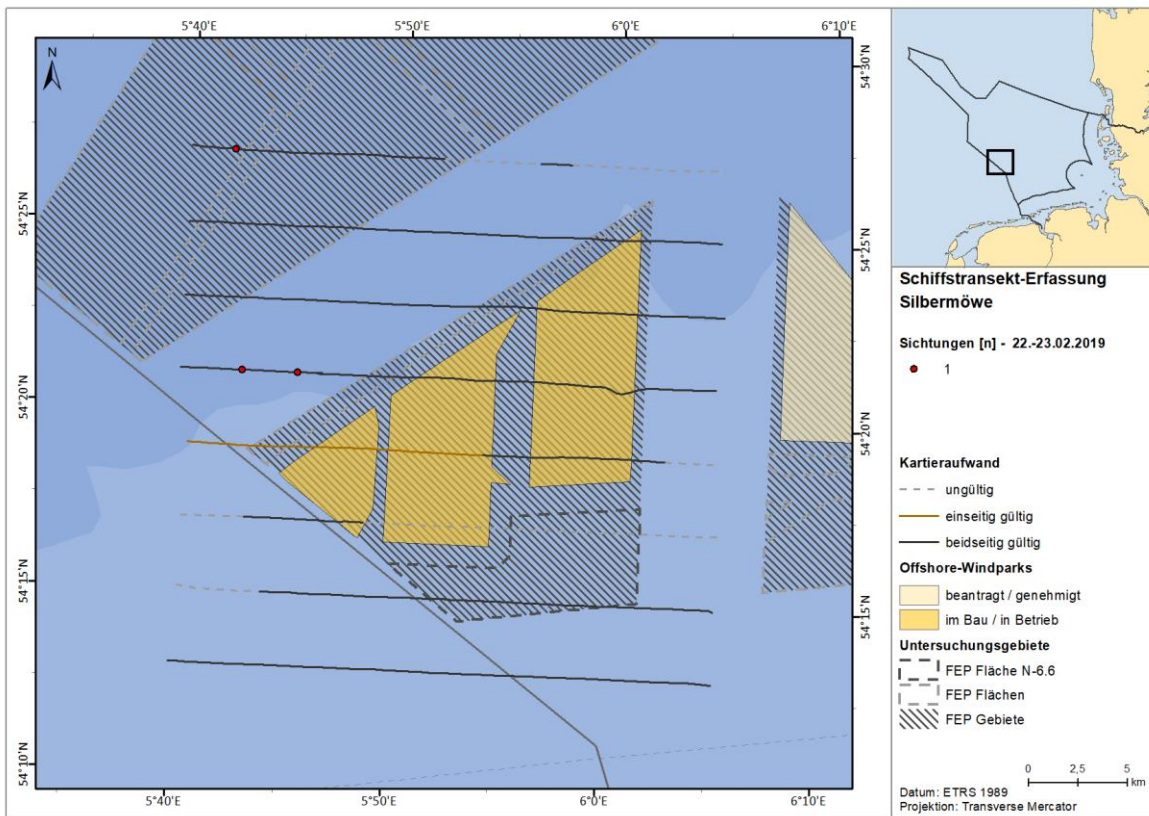 5°40'E
5°50'E
6°0'E
6°10'E
N
54°30'N
54°25'N
54°25'N
54°20'N
54°20'N
54°15'N
54°15'N
54°10'N
5°40'E
5°50'E
6°0'E
6°10'E
Schiffstransekt-Erfassung
Silbermöwe
Sichtungen [n] - 22.-23.02.2019
1
Kartieraufwand
ungültig
einseitig gültig
beidseitig gültig
Offshore-Windparks
beantragt / genehmigt
im Bau / in Betrieb
Untersuchungsgebiete
FEP Fläche N-6.6
FEP Flächen
FEP Gebiete
0 2,5 5
km
Datum: ETRS 1989
Projektion: Transverse Mercator